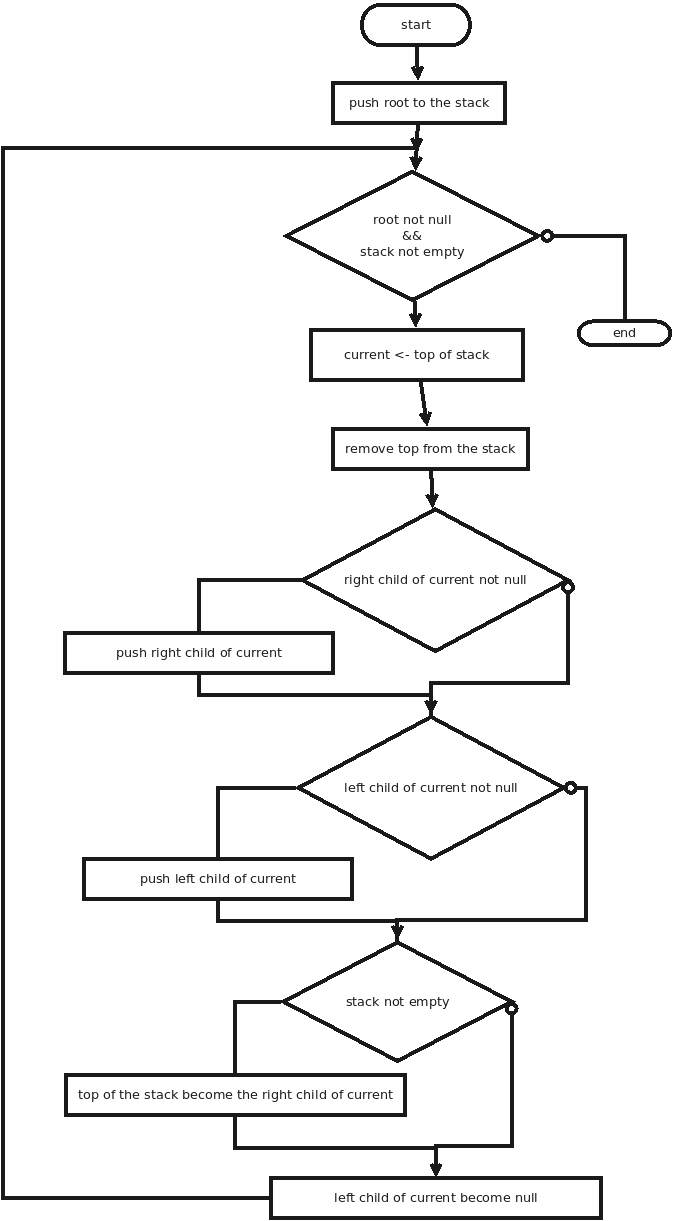 start
push root to the stack
root not null
&&
stack not empty
end
current <- top of stack
remove top from the stack
right child of current not null
push right child of current
left child of current not null
push left child of current
stack not empty
top of the stack become the right child of current
left child of current become null